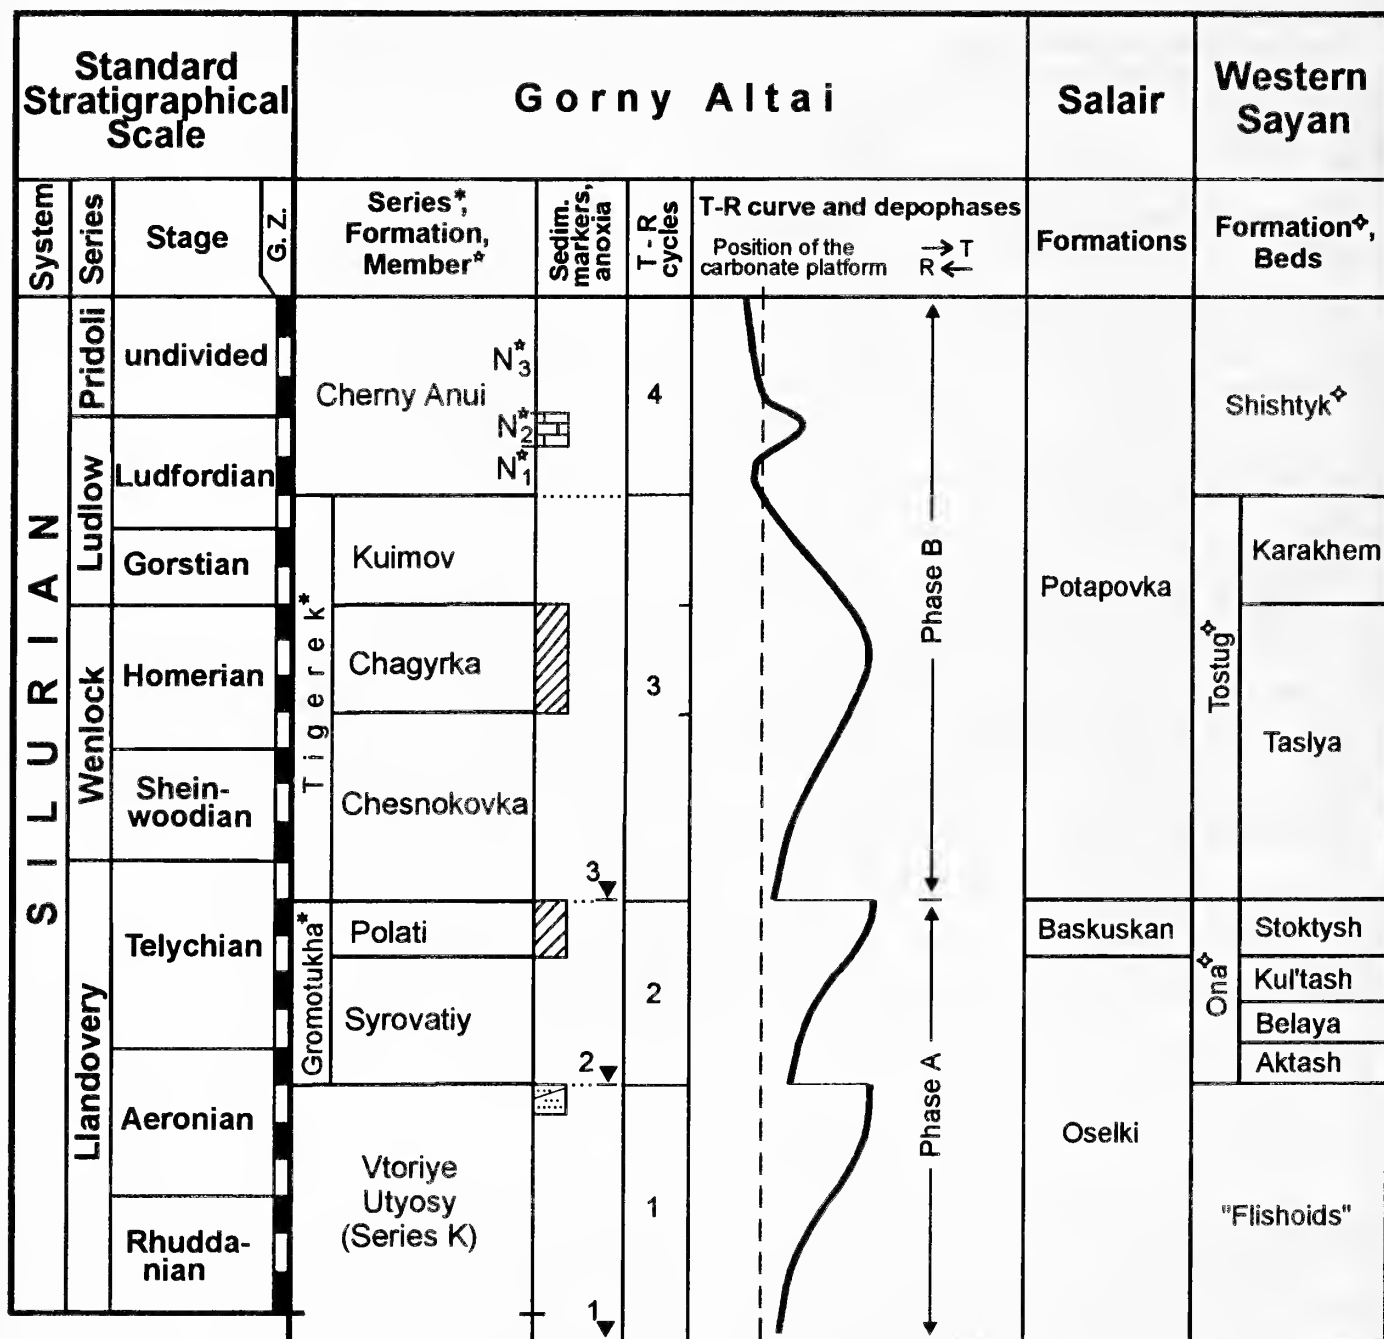 Standard
Stratigraphical
Scale
Gorny Altai
Salair
Western
Sayan
System
Series
Stage
G. Z.
Series*,
Formation,
Member☆
Sedim.
markers,
anoxia
T - R
cycles
T-R curve and depophases
Position of the
carbonate platform
→ T
R ←
Formations
Formation✧,
Beds
SILURIAN
Pridoli
Ludlow
Wenlock
Llandovery
undivided
Ludfordian
Gorstian
Homerian
Shein-
woodian
Telychian
Aeronian
Rhudda-
nian
Cherny Anui
N₃☆
N₂☆
N₁☆
Tigerek*
Kuimov
Chagyrka
Chesnokovka
Gromotukha*
Polati
Syrovatiy
Vtoriye
Utyosy
(Series K)
3
2
1
4
3
2
1
Phase B
Phase A
Potapovka
Baskuskan
Oselki
Shishtyk✧
Tostug✧
Karakhem
Taslya
Ona✧
Stoktysh
Kul'tash
Belaya
Aktash
"Flishoids"